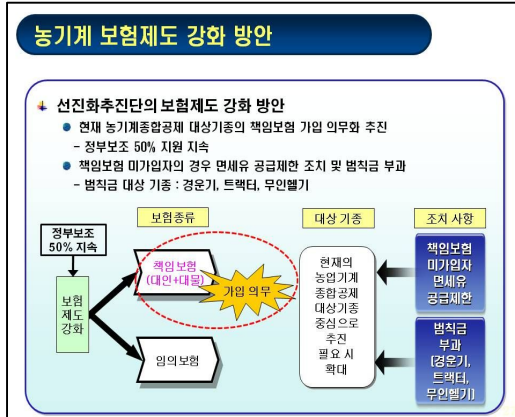 농기계 보험제도 강화 방안
선진화추진단의 보험제도 강화 방안
현재 농기계종합공제 대상기종의 책임보험 가입 의무화 추진
- 정부보조 50% 지원 지속
책임보험 미가입자의 경우 면세유 공급제한 조치 및 범칙금 부과
- 범칙금 대상 기종 : 경운기, 트랙터, 무인헬기
보험종류
대상 기종
조치 사항
정부보조
50% 지속
보험
제도
강화
책임보험
(대인+대물)
가입 의무
임의보험
현재의
농업기계
종합공제
대상기종
중심으로
추진
필요 시
확대
책임보험
미가입자
면세유
공급제한
범칙금
부과
(경운기,
트랙터,
무인헬기)